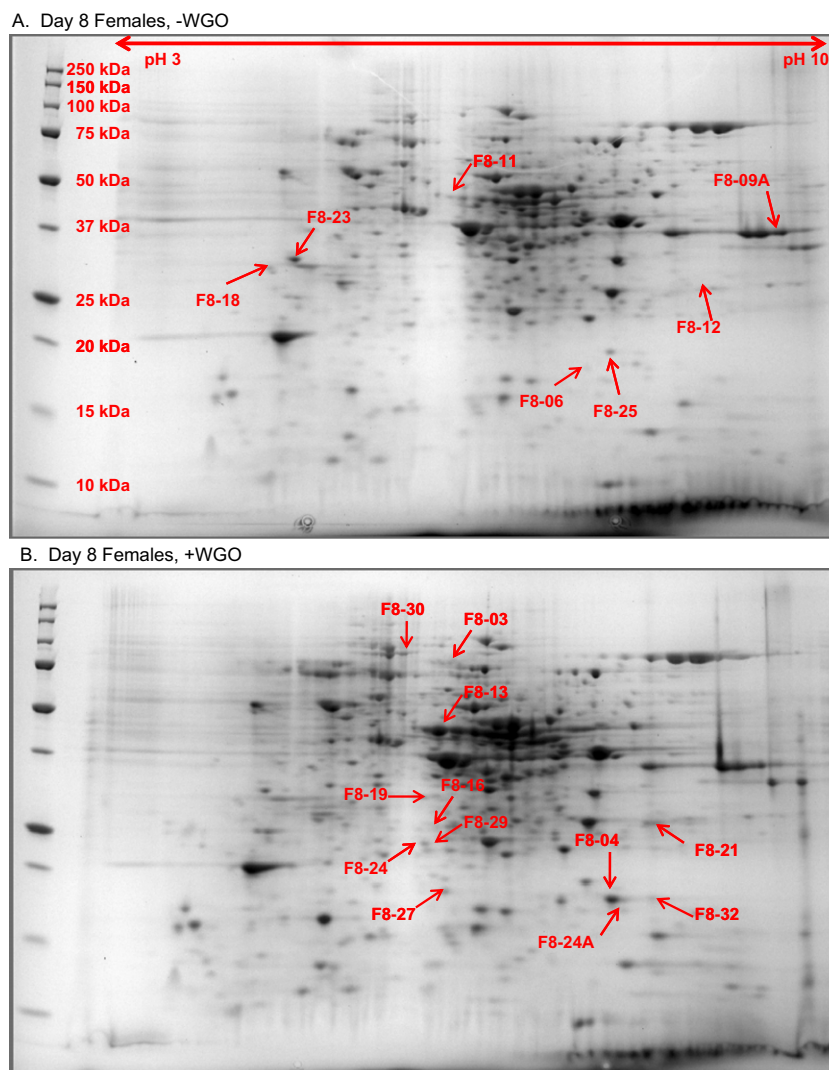 A. Day 8 Females, -WGO
pH 3
pH 10
250 kDa
150 kDa
100 kDa
75 kDa
50 kDa
37 kDa
25 kDa
20 kDa
15 kDa
10 kDa
F8-11
F8-09A
F8-23
F8-18
F8-12
F8-06
F8-25
B. Day 8 Females, +WGO
F8-30
F8-03
F8-13
F8-19
F8-16
F8-29
F8-24
F8-04
F8-21
F8-27
F8-32
F8-24A